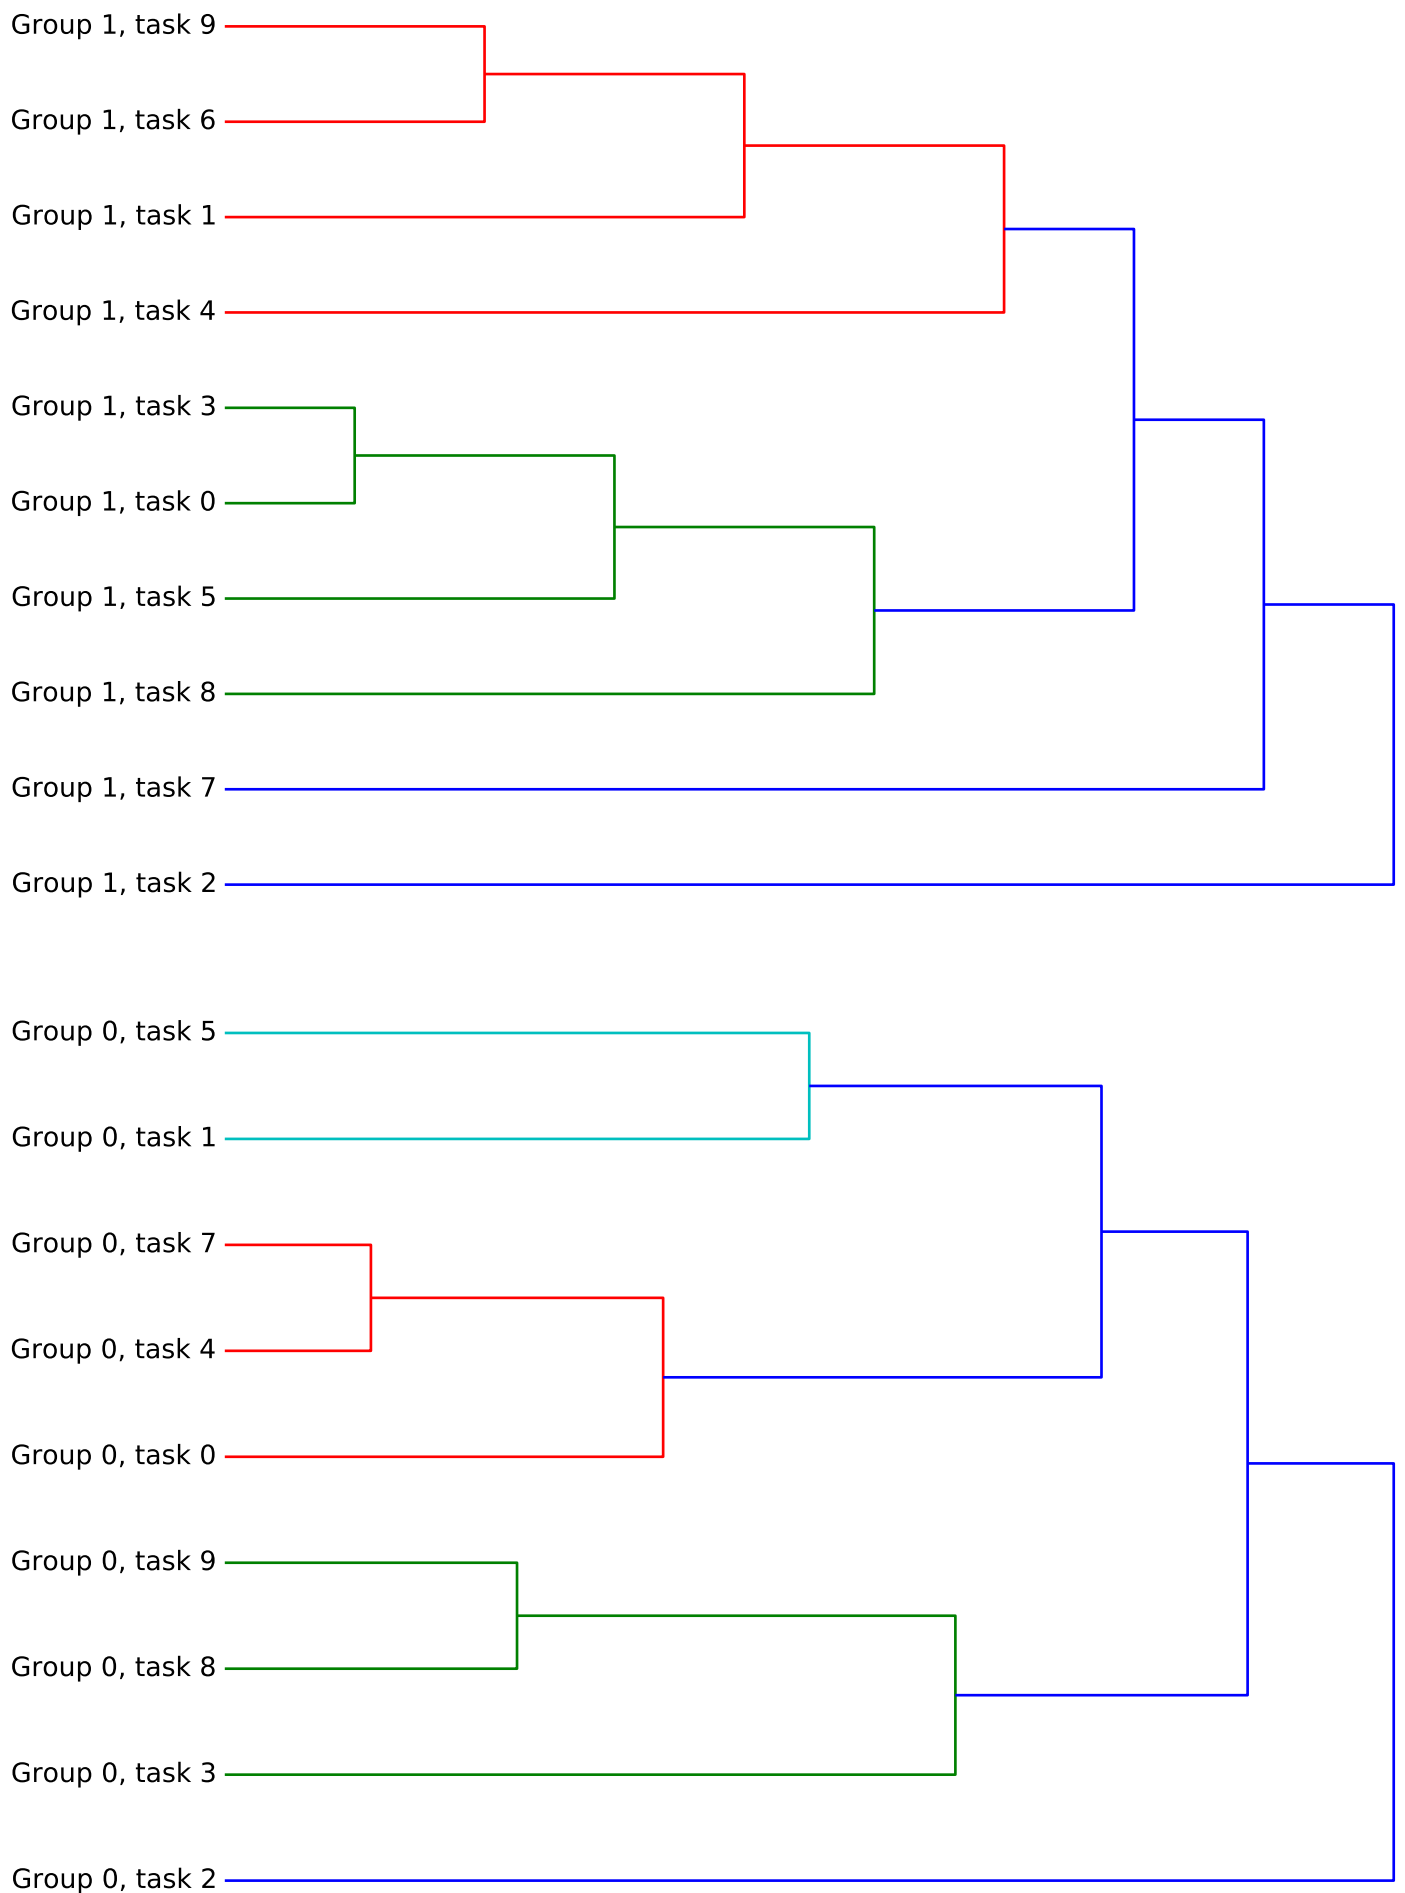 Group 1, task 9
Group 1, task 6
Group 1, task 1
Group 1, task 4
Group 1, task 3
Group 1, task 0
Group 1, task 5
Group 1, task 8
Group 1, task 7
Group 1, task 2
Group 0, task 5
Group 0, task 1
Group 0, task 7
Group 0, task 4
Group 0, task 0
Group 0, task 9
Group 0, task 8
Group 0, task 3
Group 0, task 2